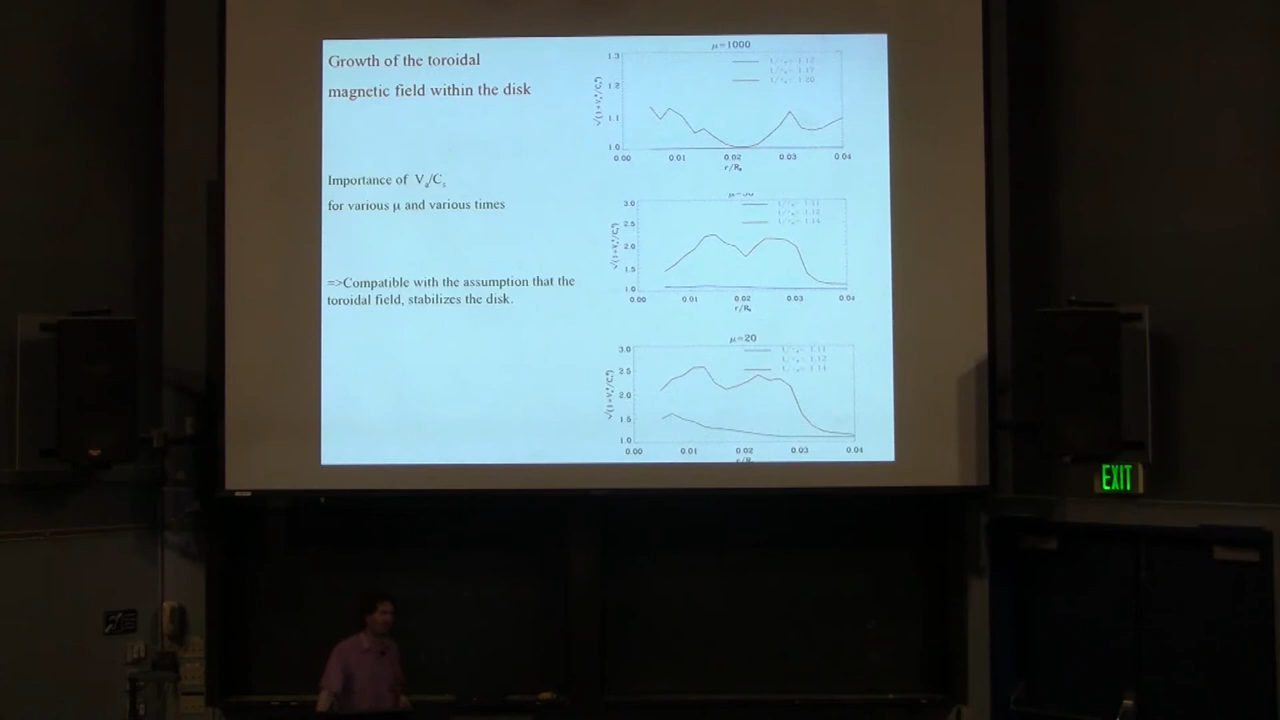 Growth of the toroidal
magnetic field within the disk
Importance of Va/Cs
for various μ and various times
=>Compatible with the assumption that the
toroidal field, stabilizes the disk.
μ=1000
1.3
1.2
1.1
1.0
0.00 0.01 0.02 0.03 0.04
3.0
2.5
2.0
1.5
1.0
0.00 0.01 0.02 0.03 0.04
μ=20
3.0
2.5
2.0
1.5
1.0
0.00 0.01 0.02 0.03 0.04
EXIT